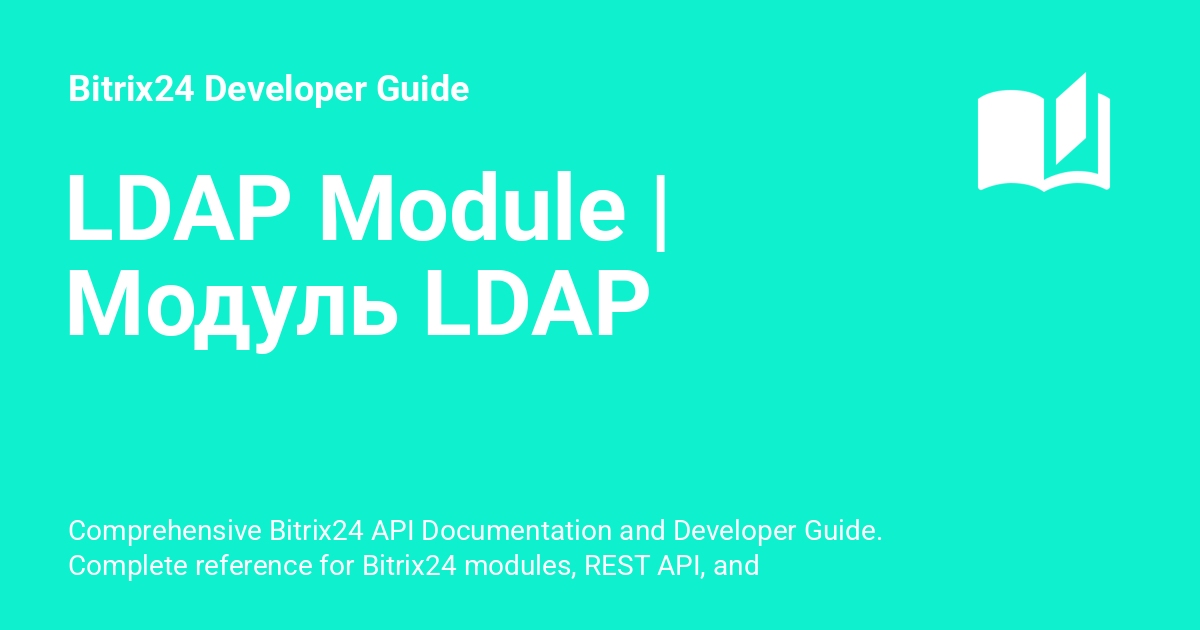 Bitrix24 Developer Guide
LDAP Module |
Модуль LDAP
Comprehensive Bitrix24 API Documentation and Developer Guide.
Complete reference for Bitrix24 modules, REST API, and